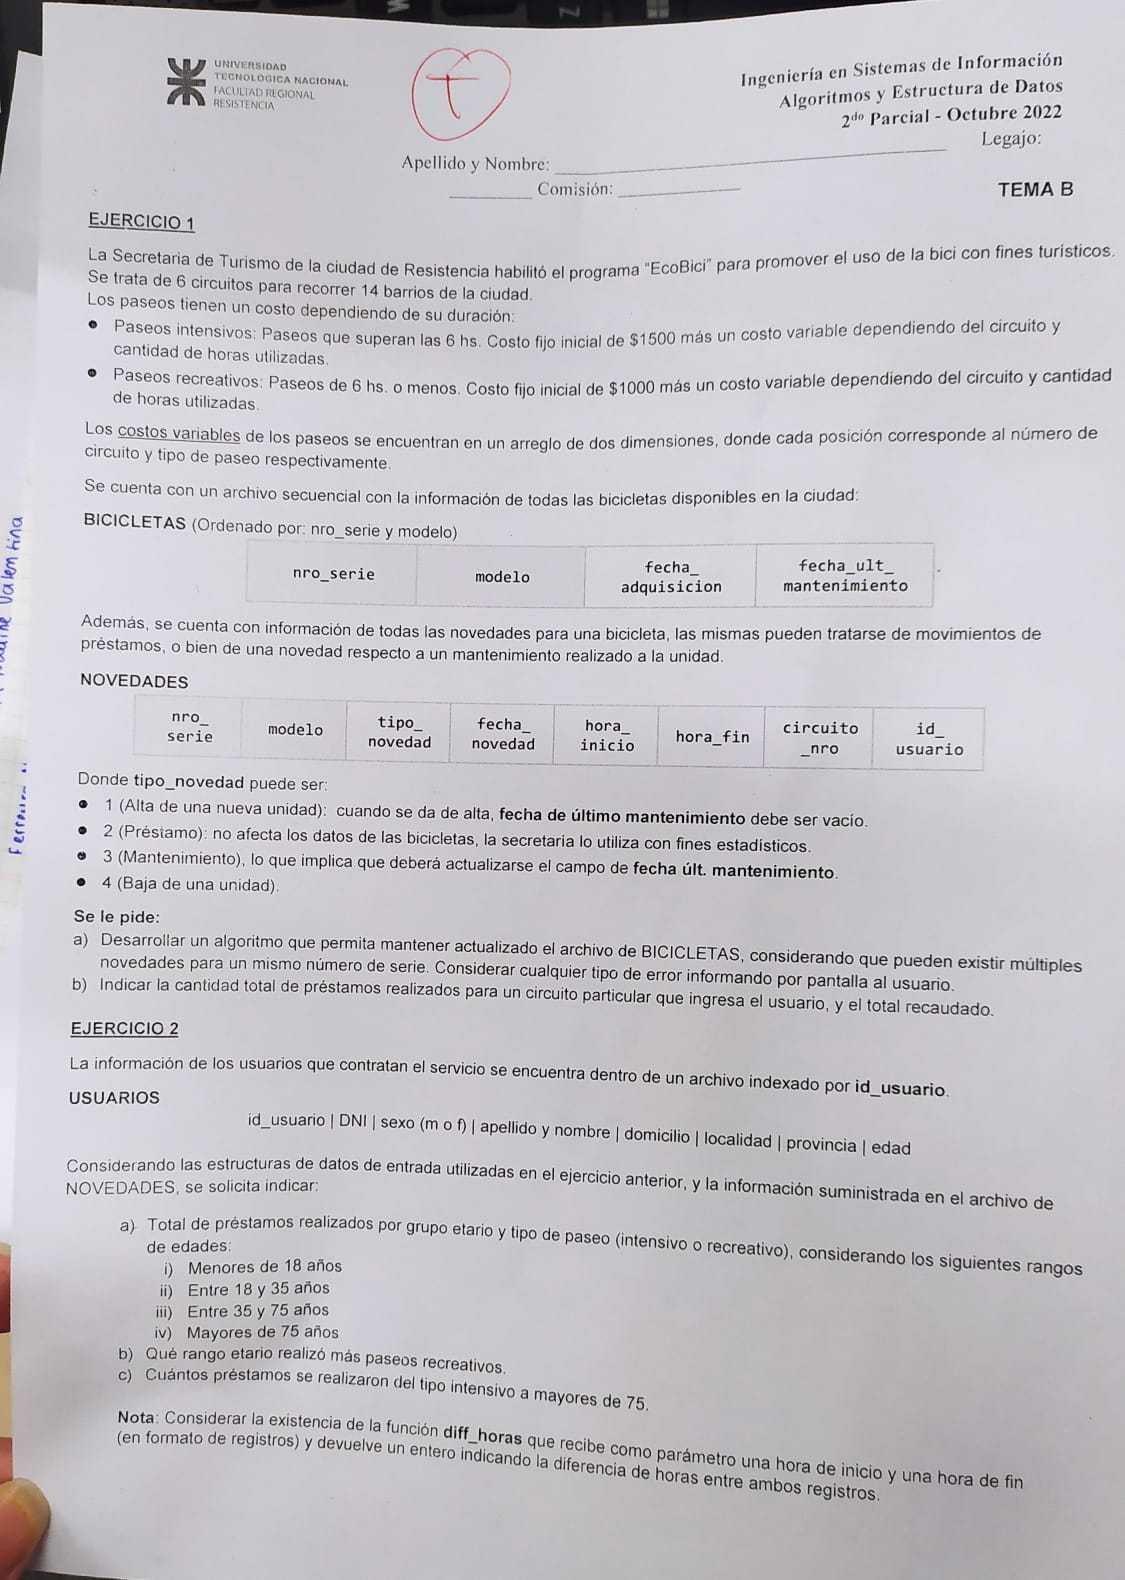 UNIVERSIDAD
TECNOLÓGICA NACIONAL
FACULTAD REGIONAL
RESISTENCIA
Ingeniería en Sistemas de Información
Algoritmos y Estructura de Datos
2do Parcial - Octubre 2022
Legajo:
Apellido y Nombre:
Comisión:
TEMA B
EJERCICIO 1
La Secretaria de Turismo de la ciudad de Resistencia habilitó el programa "EcoBici" para promover el uso de la bici con fines turísticos.
Se trata de 6 circuitos para recorrer 14 barrios de la ciudad.
Los paseos tienen un costo dependiendo de su duración:
● Paseos intensivos: Paseos que superan las 6 hs. Costo fijo inicial de $1500 más un costo variable dependiendo del circuito y
cantidad de horas utilizadas.
● Paseos recreativos: Paseos de 6 hs. o menos. Costo fijo inicial de $1000 más un costo variable dependiendo del circuito y cantidad
de horas utilizadas.
Los costos variables de los paseos se encuentran en un arreglo de dos dimensiones, donde cada posición corresponde al número de
circuito y tipo de paseo respectivamente.
Se cuenta con un archivo secuencial con la información de todas las bicicletas disponibles en la ciudad:
BICICLETAS (Ordenado por: nro_serie y modelo)
nro_serie modelo fecha_ fecha_ult_
adquisicion mantenimiento
Además, se cuenta con información de todas las novedades para una bicicleta, las mismas pueden tratarse de movimientos de
préstamos, o bien de una novedad respecto a un mantenimiento realizado a la unidad.
NOVEDADES
nro_ modelo tipo_ fecha_ hora_ hora_fin circuito id_
serie novedad novedad inicio _nro usuario
Donde tipo_novedad puede ser:
● 1 (Alta de una nueva unidad): cuando se da de alta, fecha de último mantenimiento debe ser vacío.
● 2 (Préstamo): no afecta los datos de las bicicletas, la secretaría lo utiliza con fines estadísticos.
● 3 (Mantenimiento), lo que implica que deberá actualizarse el campo de fecha últ. mantenimiento.
● 4 (Baja de una unidad).
Se le pide:
a) Desarrollar un algoritmo que permita mantener actualizado el archivo de BICICLETAS, considerando que pueden existir múltiples
novedades para un mismo número de serie. Considerar cualquier tipo de error informando por pantalla al usuario.
b) Indicar la cantidad total de préstamos realizados para un circuito particular que ingresa el usuario, y el total recaudado.
EJERCICIO 2
La información de los usuarios que contratan el servicio se encuentra dentro de un archivo indexado por id_usuario.
USUARIOS
id_usuario | DNI | sexo (m o f) | apellido y nombre | domicilio | localidad | provincia | edad
Considerando las estructuras de datos de entrada utilizadas en el ejercicio anterior, y la información suministrada en el archivo de
NOVEDADES, se solicita indicar:
a) Total de préstamos realizados por grupo etario y tipo de paseo (intensivo o recreativo), considerando los siguientes rangos
de edades:
i) Menores de 18 años
ii) Entre 18 y 35 años
iii) Entre 35 y 75 años
iv) Mayores de 75 años
b) Qué rango etario realizó más paseos recreativos.
c) Cuántos préstamos se realizaron del tipo intensivo a mayores de 75.
Nota: Considerar la existencia de la función diff_horas que recibe como parámetro una hora de inicio y una hora de fin
(en formato de registros) y devuelve un entero indicando la diferencia de horas entre ambos registros.
Valentina